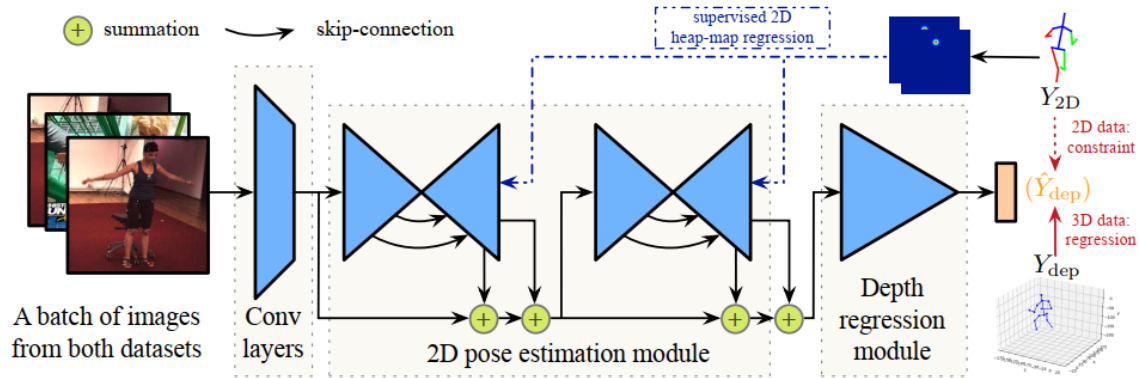 summation
skip-connection
supervised 2D
heap-map regression
Y2D
2D data:
constraint
(Ŷdep)
3D data:
regression
Ydep
A batch of images
from both datasets
Conv
layers
2D pose estimation module
Depth
regression
module